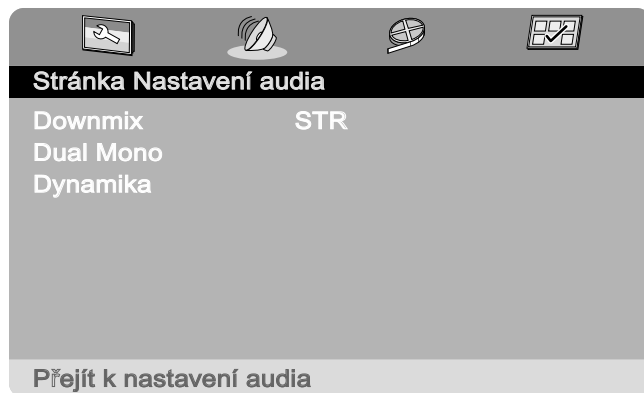 Stránka Nastavení audia
Downmix STR
Dual Mono
Dynamika
Přejít k nastavení audia